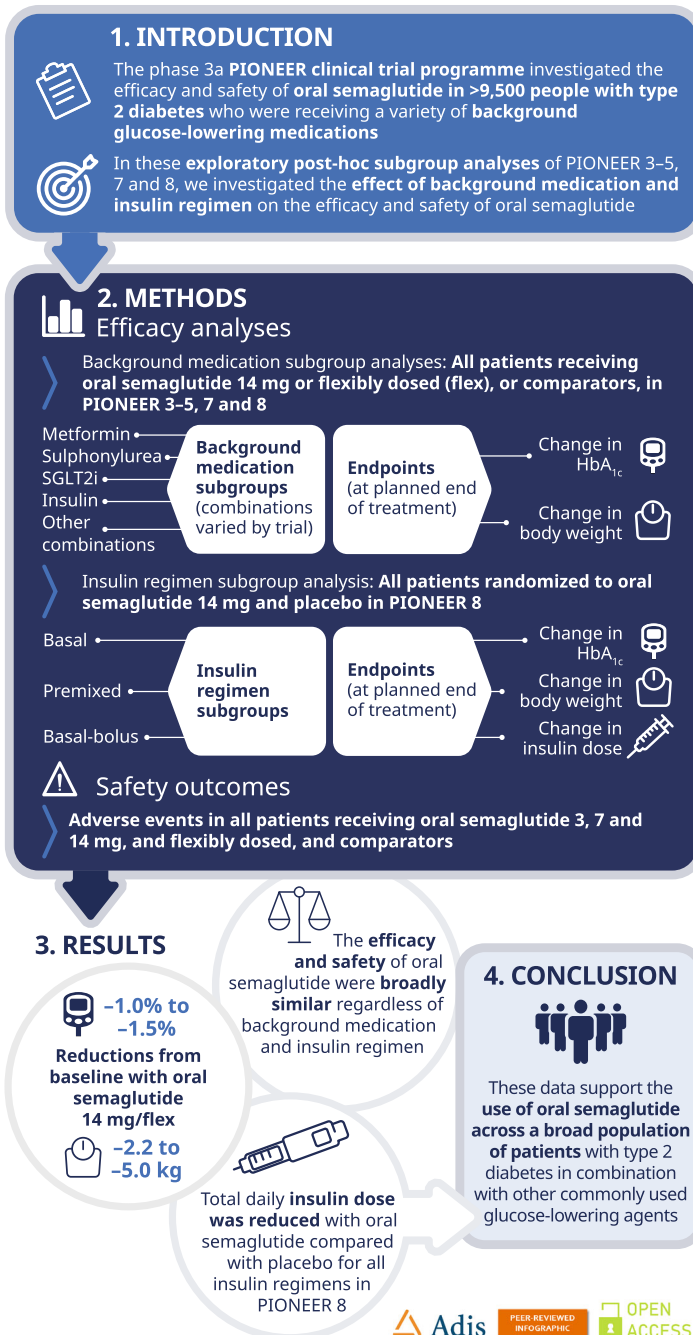 1. INTRODUCTION
The phase 3a PIONEER clinical trial programme investigated the
efficacy and safety of oral semaglutide in >9,500 people with type
2 diabetes who were receiving a variety of background
glucose-lowering medications
In these exploratory post-hoc subgroup analyses of PIONEER 3–5,
7 and 8, we investigated the effect of background medication and
insulin regimen on the efficacy and safety of oral semaglutide
2. METHODS
Efficacy analyses
Background medication subgroup analyses: All patients receiving
oral semaglutide 14 mg or flexibly dosed (flex), or comparators, in
PIONEER 3–5, 7 and 8
Metformin
Sulphonylurea
SGLT2i
Insulin
Other
combinations
Background
medication
subgroups
(combinations
varied by trial)
Endpoints
(at planned end
of treatment)
Change in
HbA1c
Change in
body weight
Insulin regimen subgroup analysis: All patients randomized to oral
semaglutide 14 mg and placebo in PIONEER 8
Basal
Premixed
Basal-bolus
Insulin
regimen
subgroups
Endpoints
(at planned end
of treatment)
Change in
HbA1c
Change in
body weight
Change in
insulin dose
Safety outcomes
Adverse events in all patients receiving oral semaglutide 3, 7 and
14 mg, and flexibly dosed, and comparators
3. RESULTS
–1.0% to
–1.5%
Reductions from
baseline with oral
semaglutide
14 mg/flex
–2.2 to
–5.0 kg
The efficacy
and safety of oral
semaglutide were broadly
similar regardless of
background medication
and insulin regimen
Total daily insulin dose
was reduced with oral
semaglutide compared
with placebo for all
insulin regimens in
PIONEER 8
4. CONCLUSION
These data support the
use of oral semaglutide
across a broad population
of patients with type 2
diabetes in combination
with other commonly used
glucose-lowering agents
Adis
PEER-REVIEWED
INFOGRAPHIC
OPEN
ACCESS